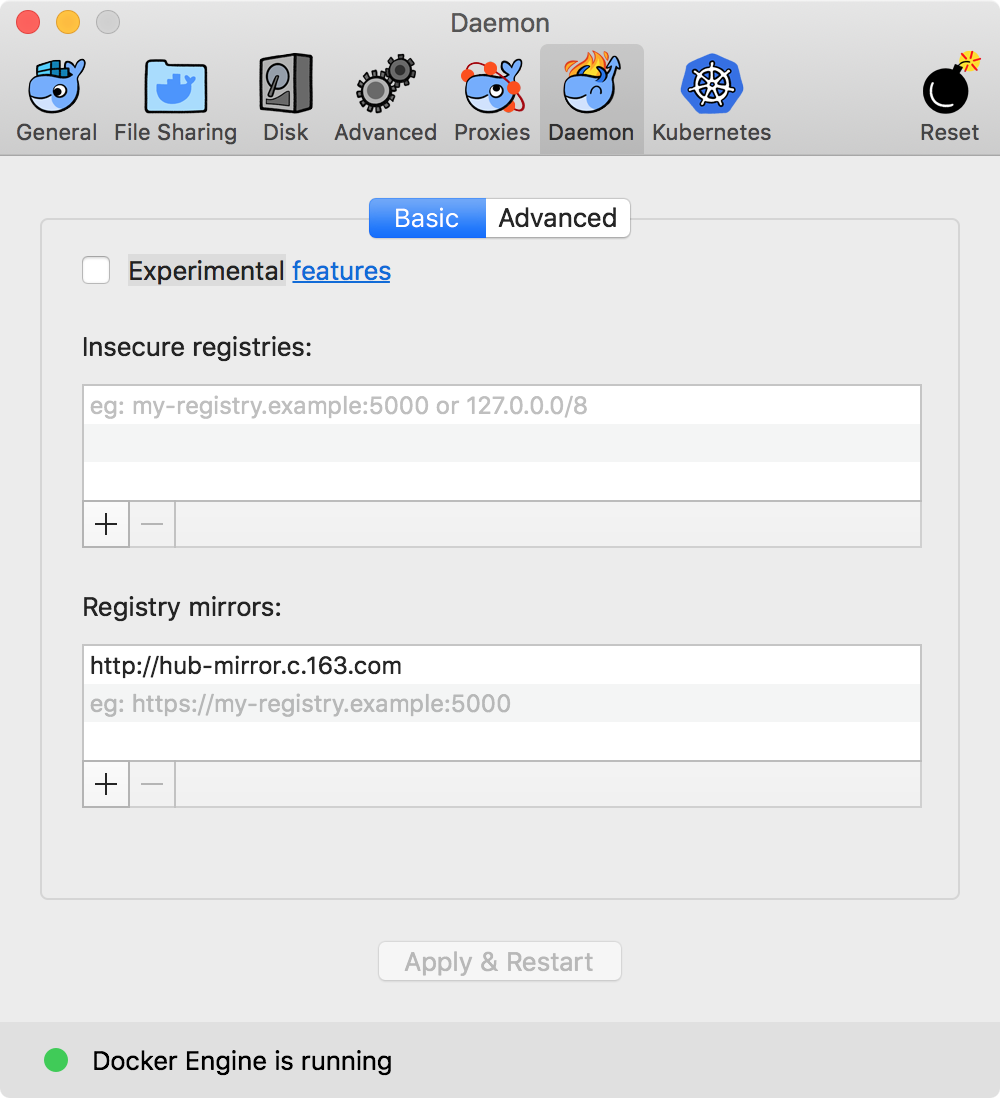 Daemon
General File Sharing Disk Advanced Proxies Daemon Kubernetes Reset
Basic Advanced
Experimental features
Insecure registries:
eg: my-registry.example:5000 or 127.0.0.0/8
Registry mirrors:
http://hub-mirror.c.163.com
eg: https://my-registry.example:5000
Apply & Restart
Docker Engine is running